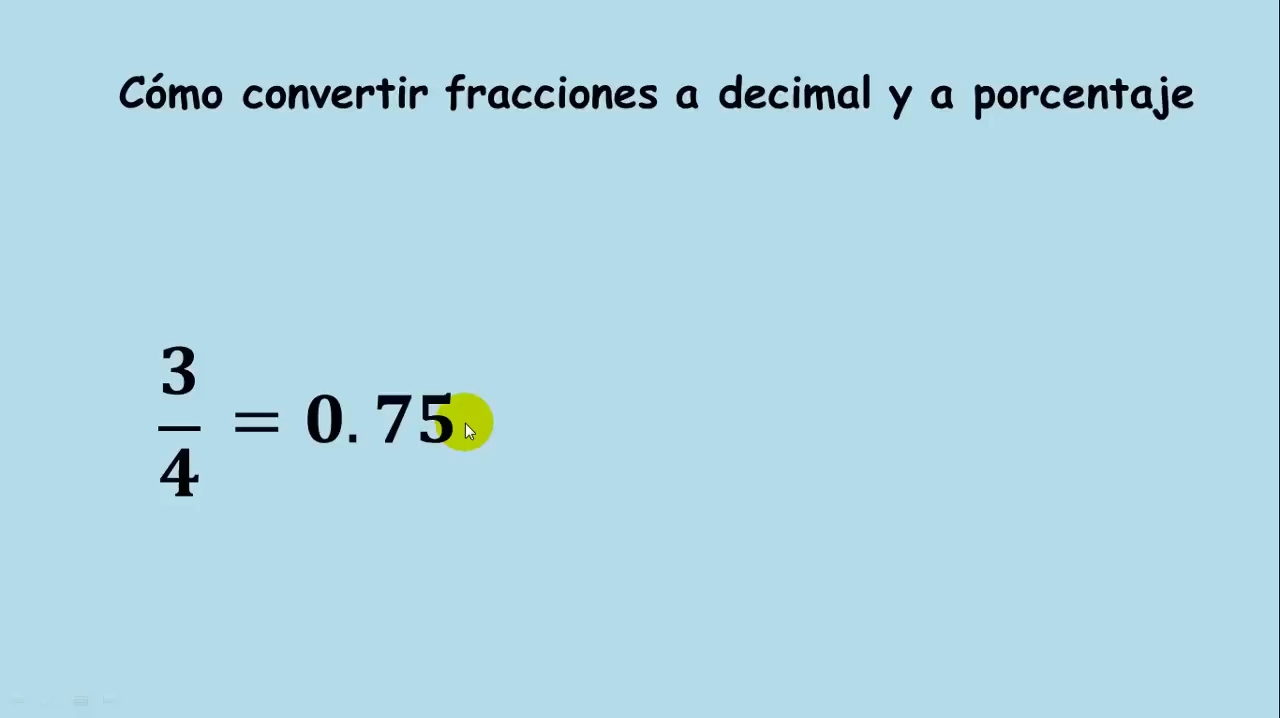 Cómo convertir fracciones a decimal y a porcentaje
3/4 = 0.75